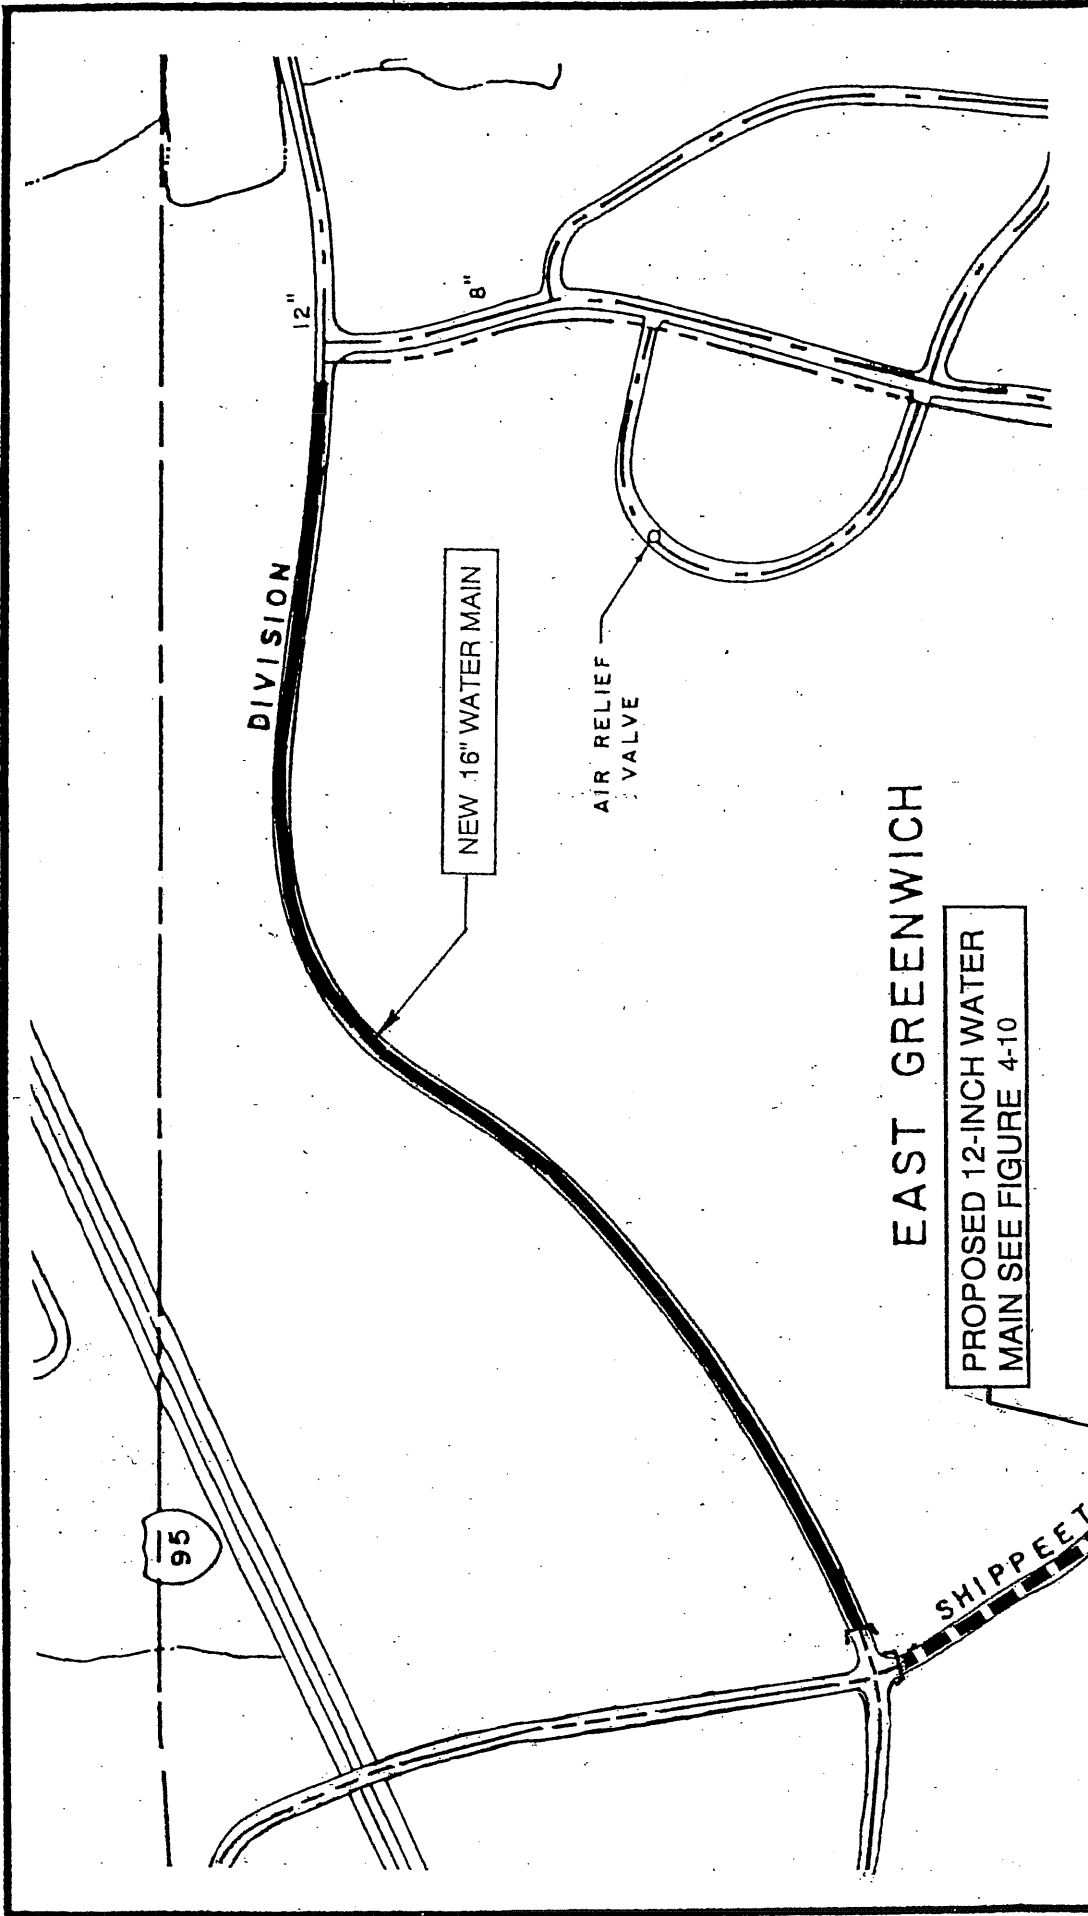 95
DIVISION
12"
8"
NEW 16" WATER MAIN
AIR RELIEF
VALVE
EAST GREENWICH
PROPOSED 12-INCH WATER
MAIN SEE FIGURE 4-10
SHIPPEET